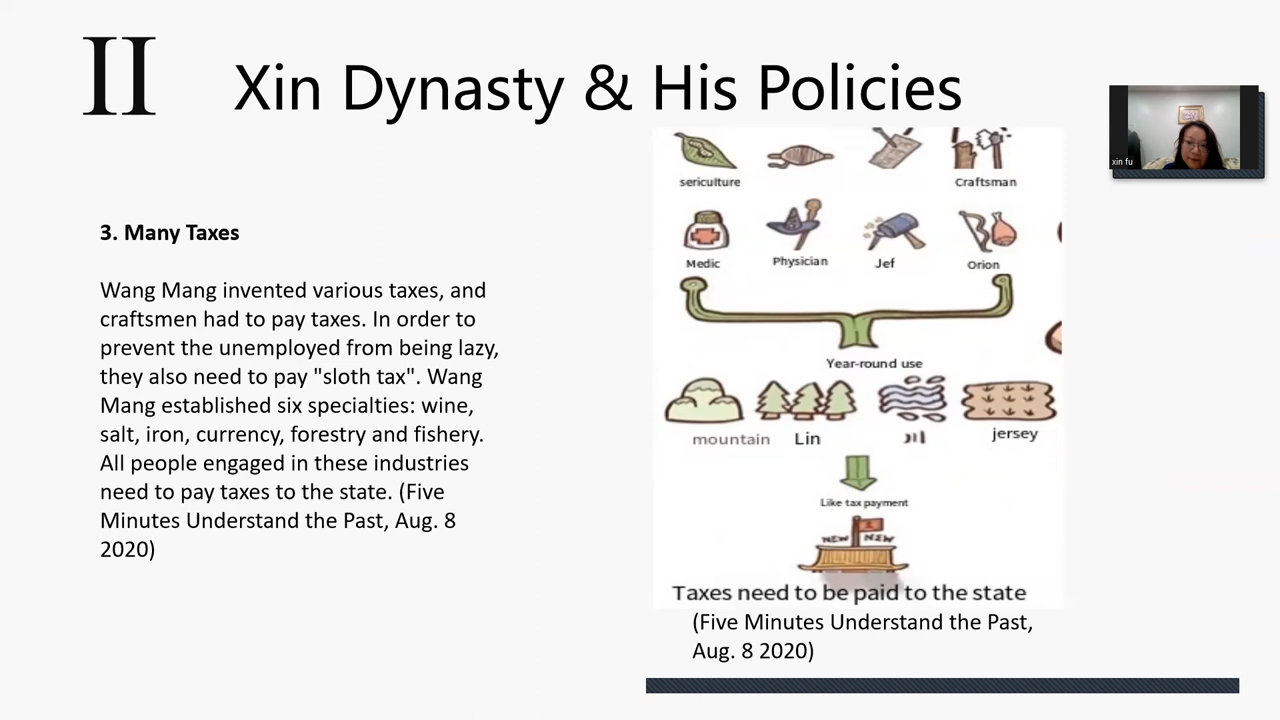 II
Xin Dynasty & His Policies
xin fu
3. Many Taxes
Wang Mang invented various taxes, and
craftsmen had to pay taxes. In order to
prevent the unemployed from being lazy,
they also need to pay "sloth tax". Wang
Mang established six specialties: wine,
salt, iron, currency, forestry and fishery.
All people engaged in these industries
need to pay taxes to the state. (Five
Minutes Understand the Past, Aug. 8
2020)
sericulture
Craftsman
Medic
Physician
Jef
Orion
Year-round use
mountain
Lin
jersey
Like tax payment
NEW NEW
Taxes need to be paid to the state
(Five Minutes Understand the Past,
Aug. 8 2020)